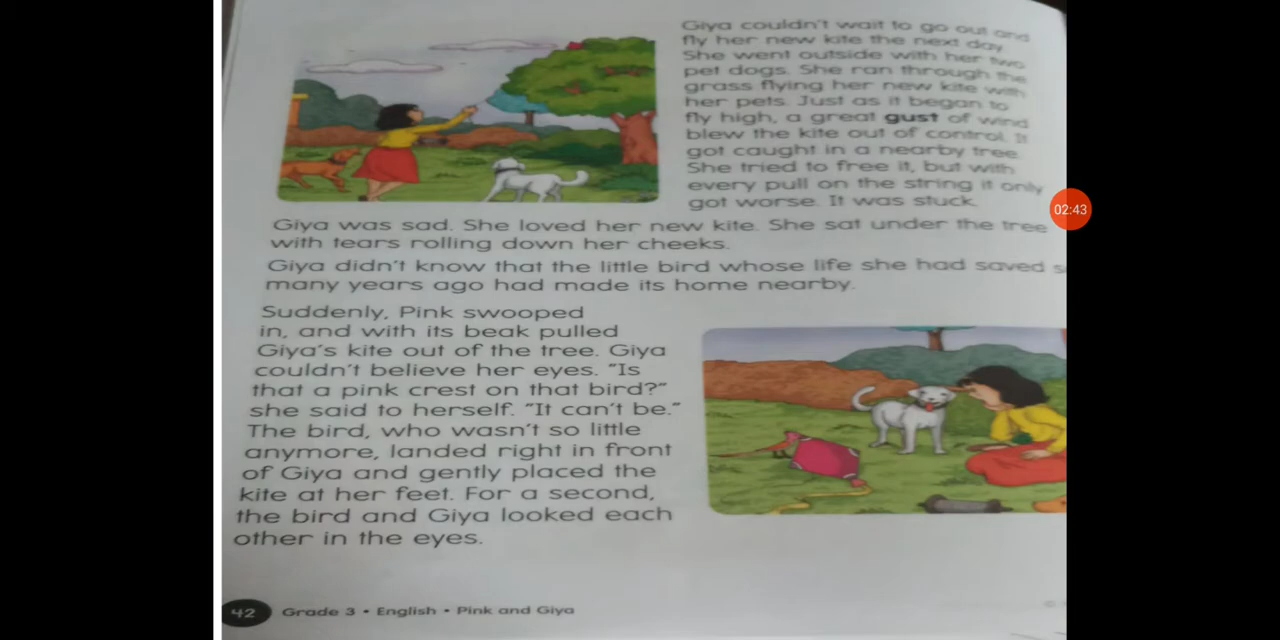 Giya couldn't wait to go out and
fly her new kite the next day.
She went outside with her two
pet dogs. She ran through the
grass flying her new kite with
her pets. Just as it began to
fly high, a great gust of wind
blew the kite out of control. It
got caught in a nearby tree.
She tried to free it, but with
every pull on the string it only
got worse. It was stuck.
02:43
Giya was sad. She loved her new kite. She sat under the tree
with tears rolling down her cheeks.
Giya didn't know that the little bird whose life she had saved
many years ago had made its home nearby.
Suddenly, Pink swooped
in, and with its beak pulled
Giya's kite out of the tree. Giya
couldn't believe her eyes. "Is
that a pink crest on that bird?"
she said to herself. "It can't be."
The bird, who wasn't so little
anymore, landed right in front
of Giya and gently placed the
kite at her feet. For a second,
the bird and Giya looked each
other in the eyes.
42 Grade 3 • English • Pink and Giya